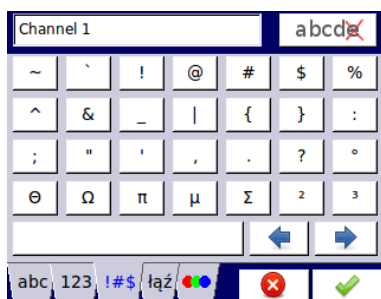 Channel 1 abcde
~ ` ! @ # $ %
^ & _ | { } :
; " ' , . ? °
Θ Ω π μ Σ ² ³
abc 123 !#$ łąź